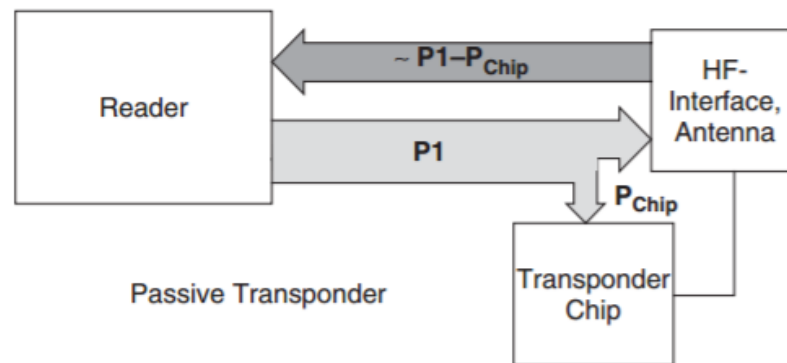 ~ P1–PChip
HF-
Interface,
Antenna
Reader
P1
PChip
Transponder
Chip
Passive Transponder